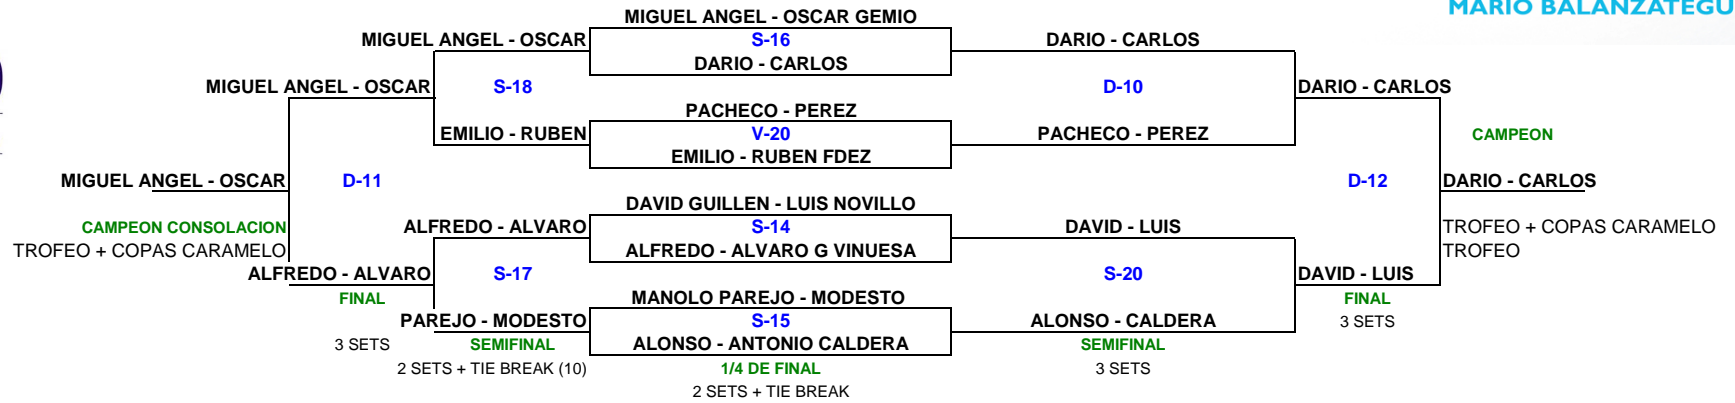 MARIO BALANZATEGU
MIGUEL ANGEL - OSCAR GEMIO
MIGUEL ANGEL - OSCAR S-16 DARIO - CARLOS
DARIO - CARLOS
MIGUEL ANGEL - OSCAR S-18 D-10 DARIO - CARLOS
PACHECO - PEREZ
EMILIO - RUBEN V-20 PACHECO - PEREZ CAMPEON
EMILIO - RUBEN FDEZ
MIGUEL ANGEL - OSCAR D-11 D-12 DARIO - CARLOS
DAVID GUILLEN - LUIS NOVILLO
CAMPEON CONSOLACION ALFREDO - ALVARO S-14 DAVID - LUIS TROFEO + COPAS CARAMELO
TROFEO + COPAS CARAMELO ALFREDO - ALVARO G VINUESA TROFEO
ALFREDO - ALVARO S-17 S-20 DAVID - LUIS
FINAL MANOLO PAREJO - MODESTO FINAL
PAREJO - MODESTO S-15 ALONSO - CALDERA 3 SETS
3 SETS SEMIFINAL ALONSO - ANTONIO CALDERA SEMIFINAL
2 SETS + TIE BREAK (10) 1/4 DE FINAL 3 SETS
2 SETS + TIE BREAK